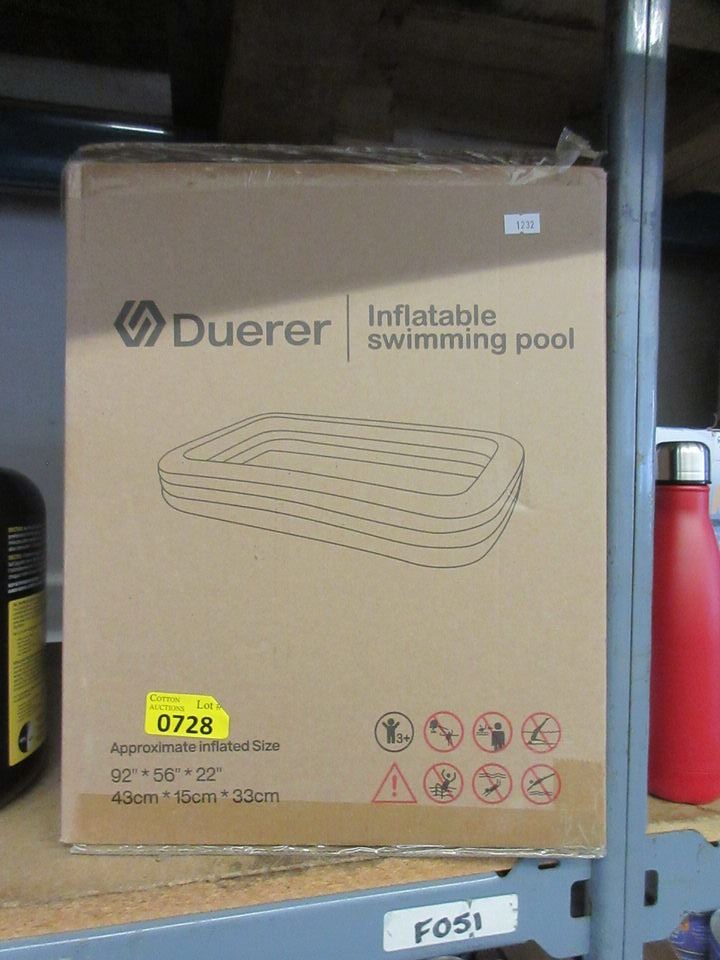 1232
Duerer
Inflatable
swimming pool
COTTON
AUCTIONS
Lot #
0728
3+
Approximate inflated Size
92" * 56" * 22"
43cm * 15cm * 33cm
F051